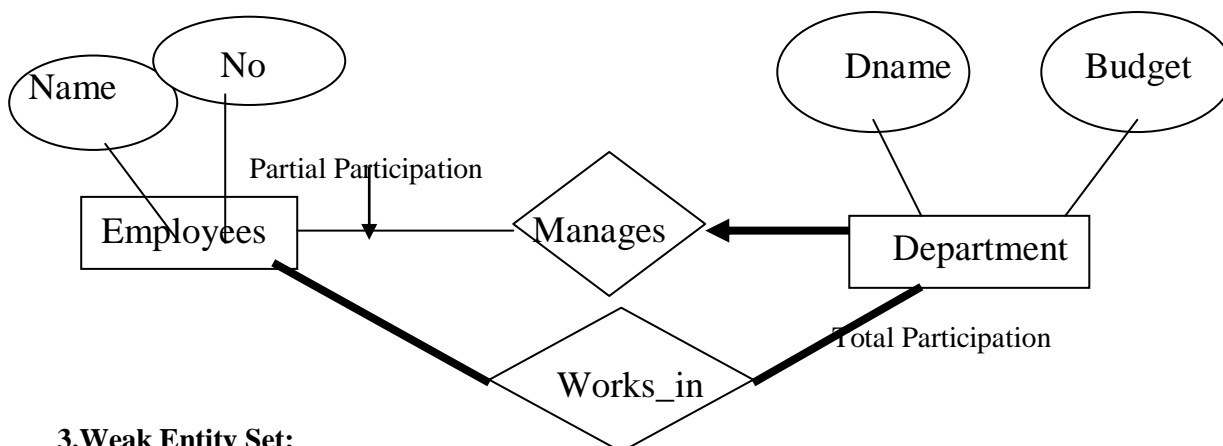 Name
No
Dname
Budget
Partial Participation
Employees
Manages
Department
Total Participation
Works_in
3.Weak Entity Set: